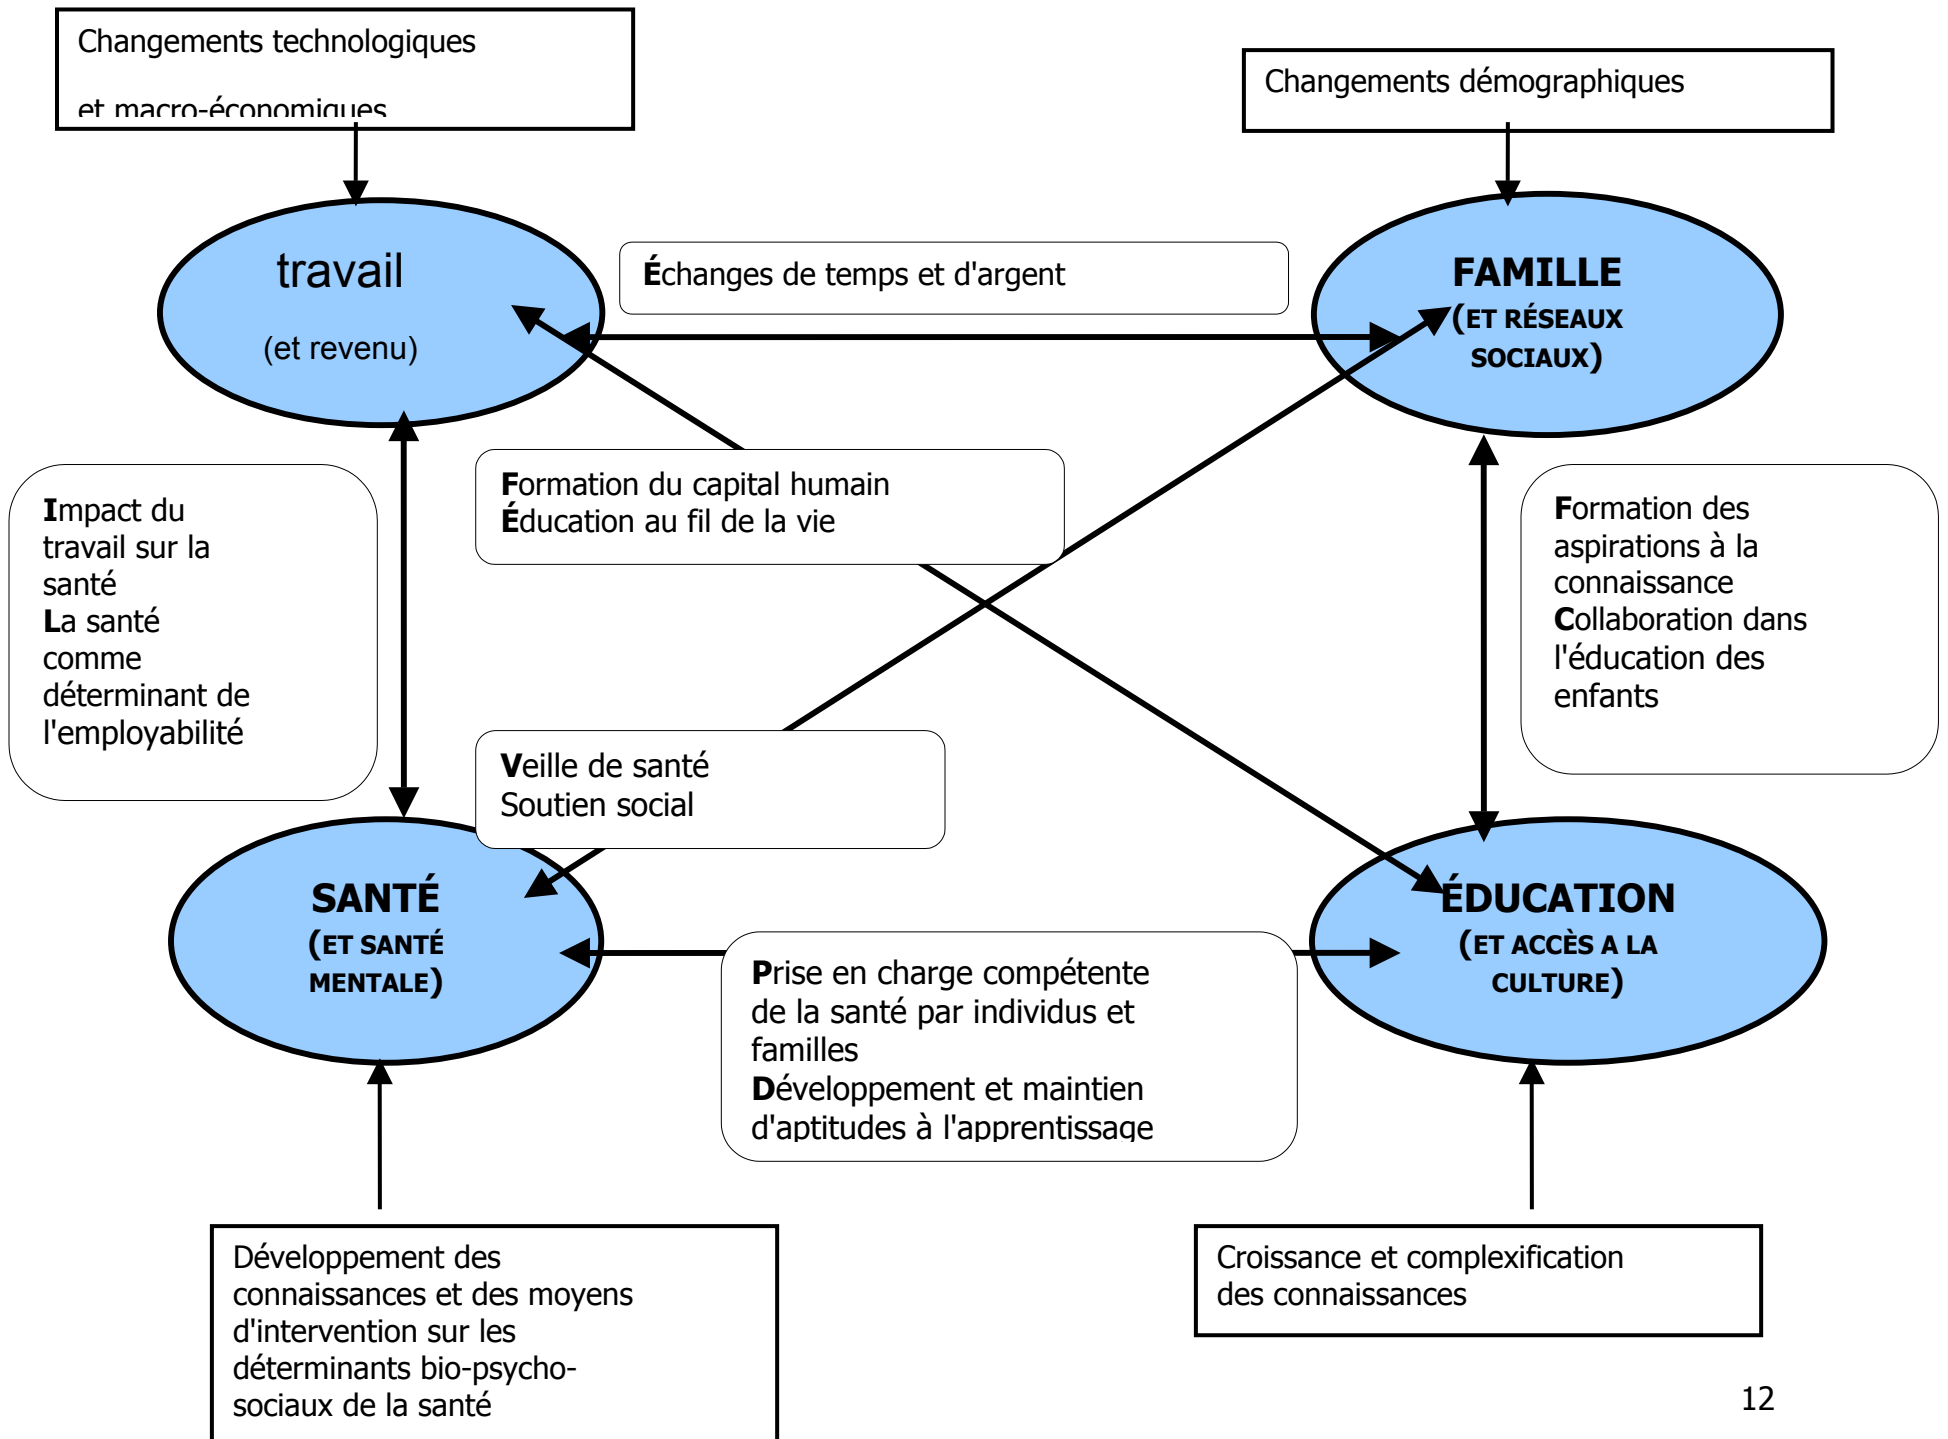 Changements technologiques
et macro-économiques
Changements démographiques
travail
(et revenu)
Échanges de temps et d'argent
FAMILLE
(ET RÉSEAUX
SOCIAUX)
Impact du
travail sur la
santé
La santé
comme
déterminant de
l'employabilité
Formation du capital humain
Éducation au fil de la vie
Formation des
aspirations à la
connaissance
Collaboration dans
l'éducation des
enfants
Veille de santé
Soutien social
SANTÉ
(ET SANTÉ
MENTALE)
Prise en charge compétente
de la santé par individus et
familles
Développement et maintien
d'aptitudes à l'apprentissage
ÉDUCATION
(ET ACCÈS A LA
CULTURE)
Développement des
connaissances et des moyens
d'intervention sur les
déterminants bio-psycho-
sociaux de la santé
Croissance et complexification
des connaissances
12